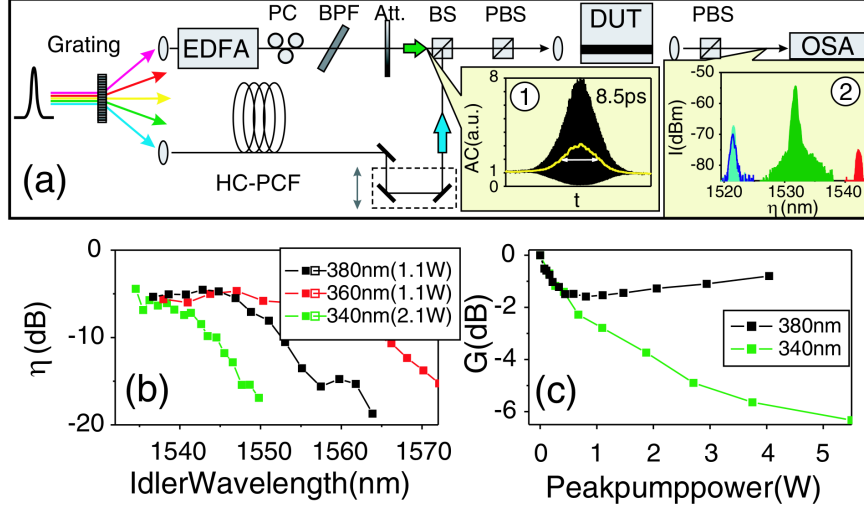 PC BPF Att. BS PBS DUT PBS
Grating
EDFA
OSA
HC-PCF
(a)
8
1
0
AC(a.u.)
1
8.5ps
t
-50
-60
-70
-80
I(dBm)
2
1520 1530 1540
η (nm)
0
-10
-20
η (dB)
380nm(1.1W)
360nm(1.1W)
340nm(2.1W)
(b)
1540 1550 1560 1570
IdlerWavelength(nm)
0
-2
-4
-6
G(dB)
380nm
340nm
(c)
0 1 2 3 4 5
Peakpumppower(W)